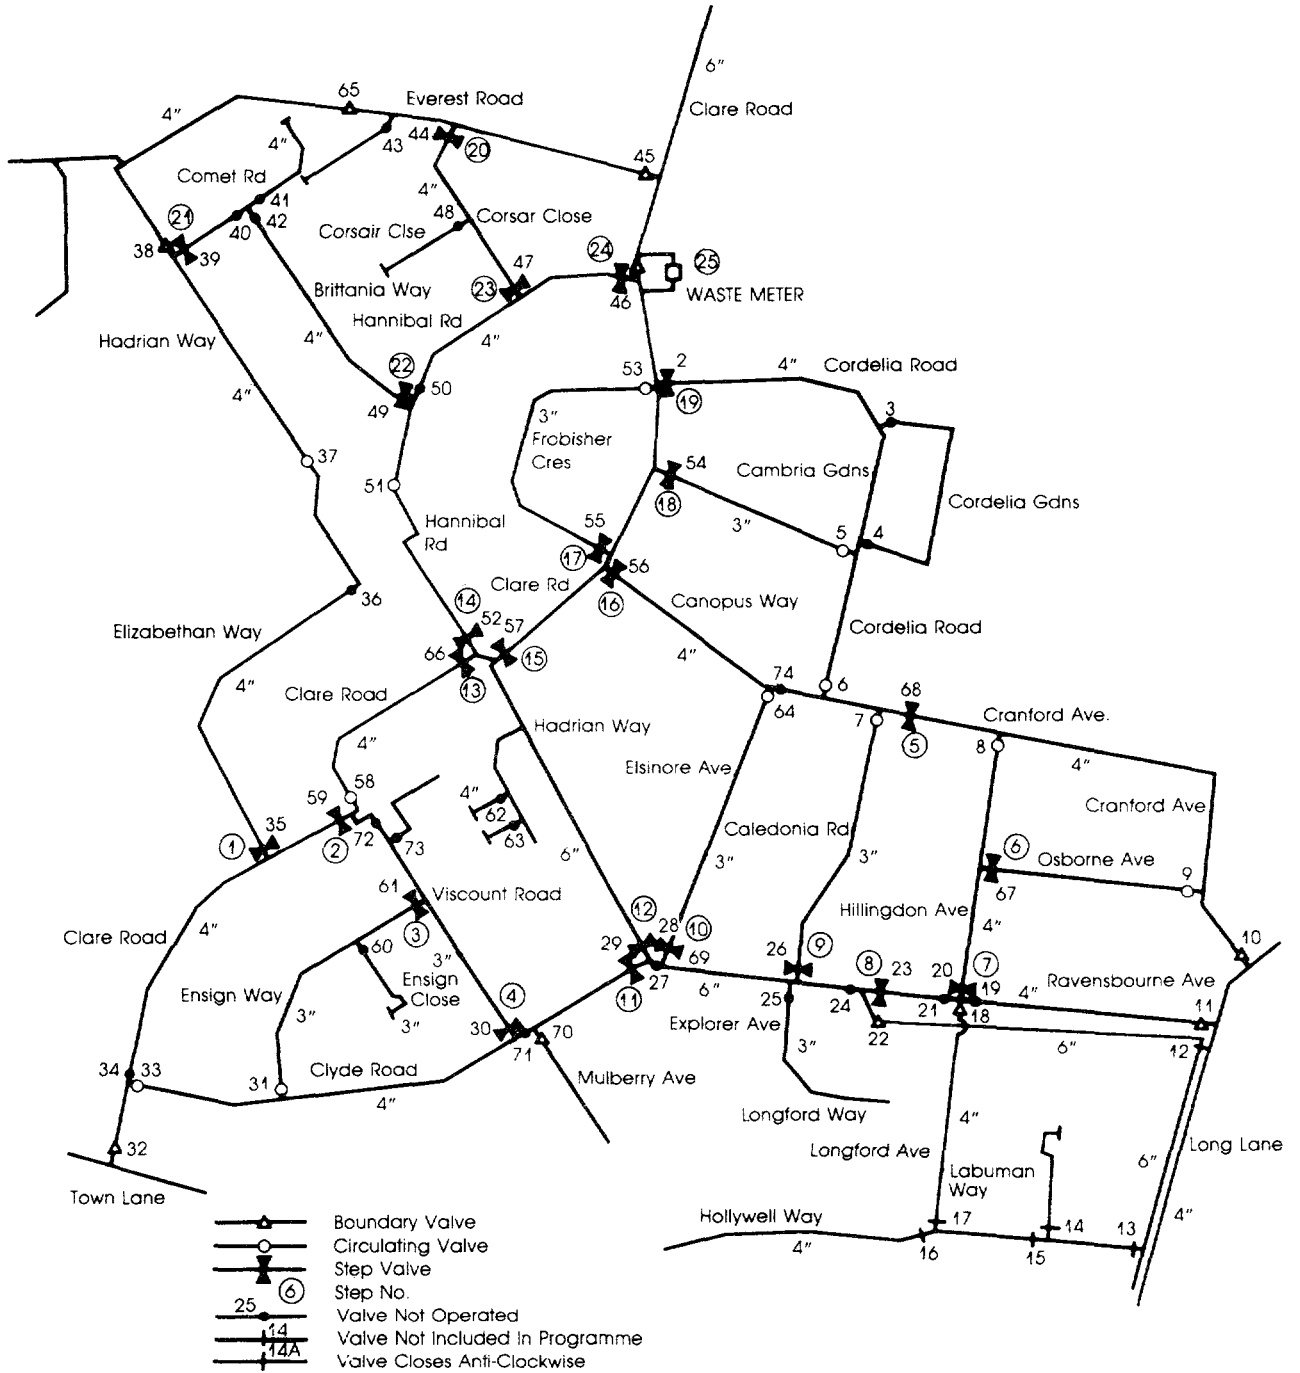 6"
Clare Road
65
Everest Road
4"
44
20
43
4"
45
Comet Rd
41
4"
21
42
48
Corsar Close
40
Corsair Clse
38
39
24
47
25
Brittania Way
23
46
WASTE METER
Hannibal Rd
Hadrian Way
4"
4"
22
50
53
2
4"
Cordelia Road
4"
49
19
3"
3
Frobisher
Cres
37
54
Cambria Gdns
51
18
Cordelia Gdns
Hannibal
Rd
55
3"
5
4
17
56
Clare Rd
16
Canopus Way
36
14
Elizabethan Way
52
57
Cordelia Road
66
15
4"
4"
13
74
6
Clare Road
64
68
Cranford Ave.
7
Hadrian Way
5
8
4"
4"
Elsinore Ave
58
4"
Cranford Ave
59
62
1
35
Caledonia Rd
2
72
73
63
6
3"
3"
Osborne Ave
6"
9
67
61
Viscount Road
12
Hillingdon Ave
4"
28
10
3
29
26
9
10
Clare Road
4"
60
69
8
23
20
7
Ravensbourne Ave
3"
Ensign
Close
11
27
6"
19
4"
Ensign Way
4
25
24
21
18
11
3"
3"
30
70
Explorer Ave
22
12
71
6"
34
33
31
Clyde Road
3"
Mulberry Ave
4"
Longford Way
4"
32
Longford Ave
Long Lane
6"
Labuman
Way
Town Lane
4"
Hollywell Way
17
14
13
4"
16
15
Boundary Valve
Circulating Valve
Step Valve
6
Step No.
25
Valve Not Operated
14
Valve Not Included In Programme
14A
Valve Closes Anti-Clockwise